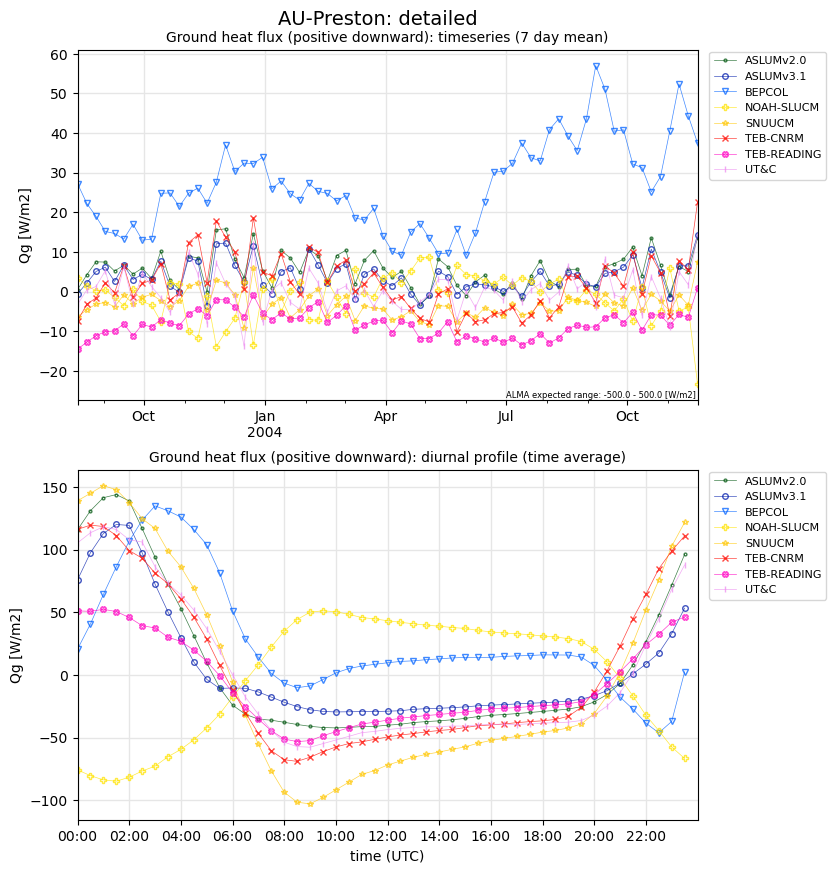 AU-Preston: detailed
Ground heat flux (positive downward): timeseries (7 day mean)
60
50
40
30
20
10
0
−10
−20
Qg [W/m2]
Oct
Jan
2004
Apr
Jul
Oct
ALMA expected range: -500.0 - 500.0 [W/m2]
ASLUMv2.0
ASLUMv3.1
BEPCOL
NOAH-SLUCM
SNUUCM
TEB-CNRM
TEB-READING
UT&C
Ground heat flux (positive downward): diurnal profile (time average)
150
100
50
0
−50
−100
Qg [W/m2]
00:00
02:00
04:00
06:00
08:00
10:00
12:00
14:00
16:00
18:00
20:00
22:00
time (UTC)
ASLUMv2.0
ASLUMv3.1
BEPCOL
NOAH-SLUCM
SNUUCM
TEB-CNRM
TEB-READING
UT&C